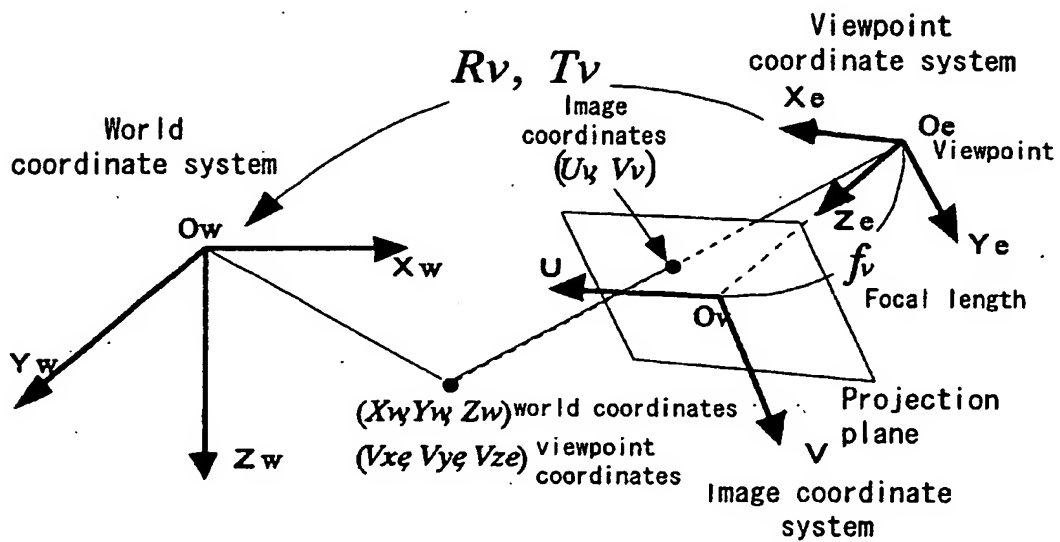 Viewpoint
coordinate system
Rv, Tv
Xe
Oe
Viewpoint
Image
coordinates
(Uv, Vv)
World
coordinate system
Ze
Ye
Ow
Xw
U
fv
Focal length
Ov
Yw
(Xw, Yw, Zw) world coordinates
(Vxe, Vye, Vze) viewpoint
coordinates
Projection
plane
Zw
V
Image coordinate
system